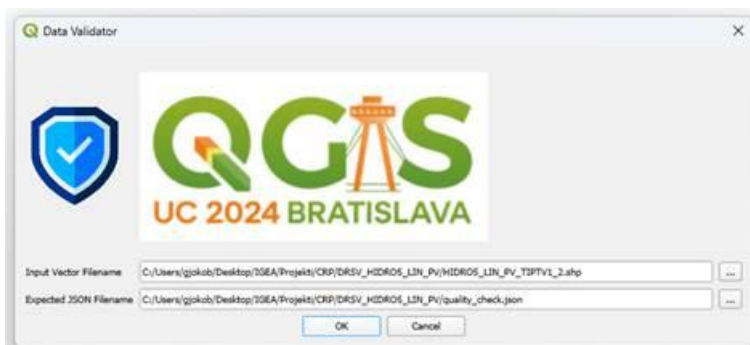 Data Validator
QGIS
UC 2024 BRATISLAVA
Input Vector Filename C:/Users/gjokob/Desktop/IGEA/Projekti/CRP/DRSV_HIDRO5_LIN_PV/HIDRO5_LIN_PV_TIPTV1_2.shp ...
Expected JSON Filename C:/Users/gjokob/Desktop/IGEA/Projekti/CRP/DRSV_HIDRO5_LIN_PV/quality_check.json ...
OK Cancel